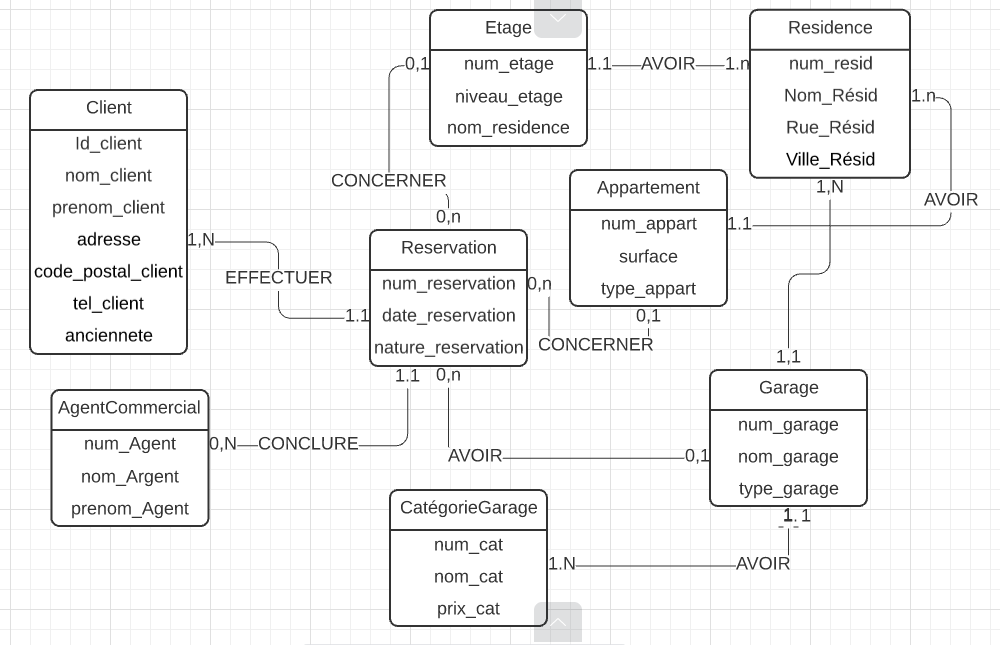 Etage
num_etage
niveau_etage
nom_residence
0,1
1.1
AVOIR
1.n
Residence
num_resid
Nom_Résid
Rue_Résid
Ville_Résid
1.n
1,N
AVOIR
Client
Id_client
nom_client
prenom_client
adresse
code_postal_client
tel_client
anciennete
1,N
EFFECTUER
1.1
CONCERNER
0,n
Appartement
num_appart
surface
type_appart
1.1
0,1
Reservation
num_reservation
date_reservation
nature_reservation
0,n
CONCERNER
1.1
0,n
1,1
AgentCommercial
num_Agent
nom_Argent
prenom_Agent
0,N
CONCLURE
AVOIR
0,1
Garage
num_garage
nom_garage
type_garage
1.1
CatégorieGarage
num_cat
nom_cat
prix_cat
1.N
AVOIR